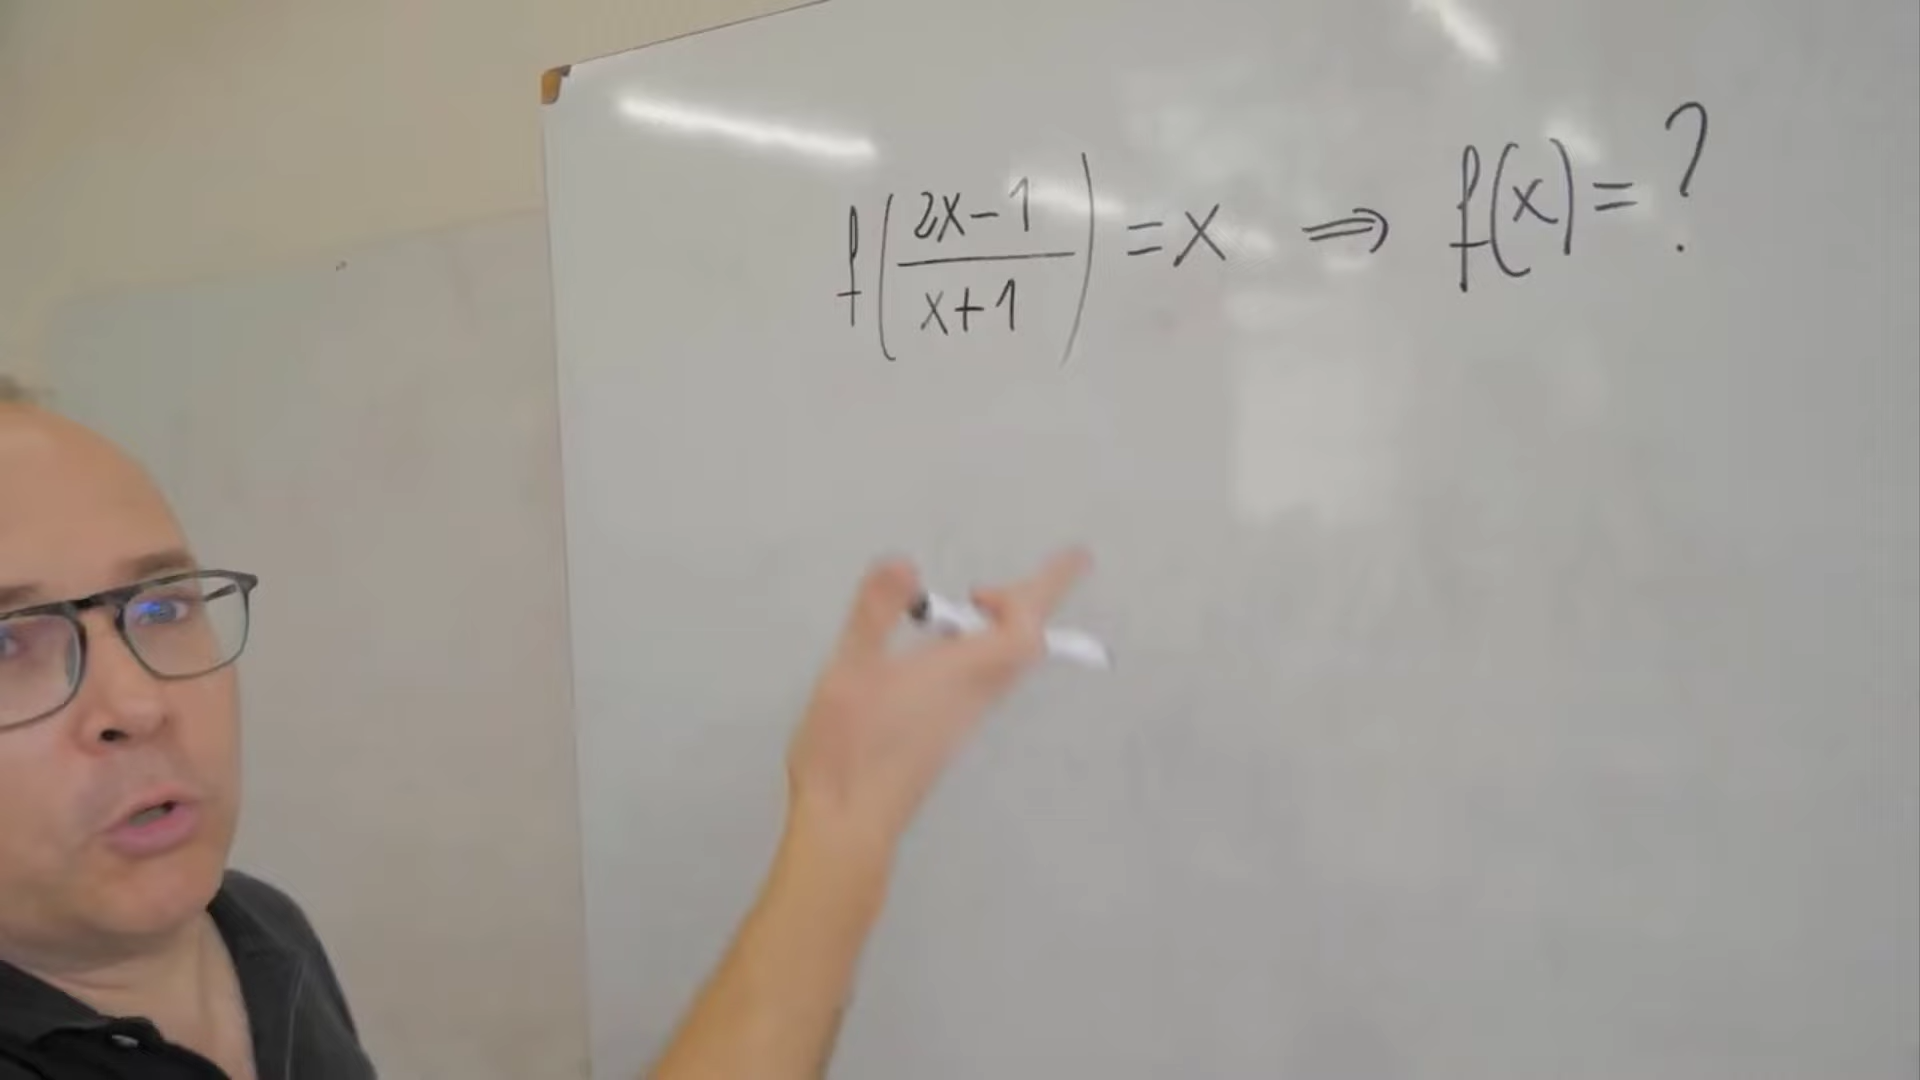 f((2x-1)/(x+1)) = x ⇒ f(x) = ?